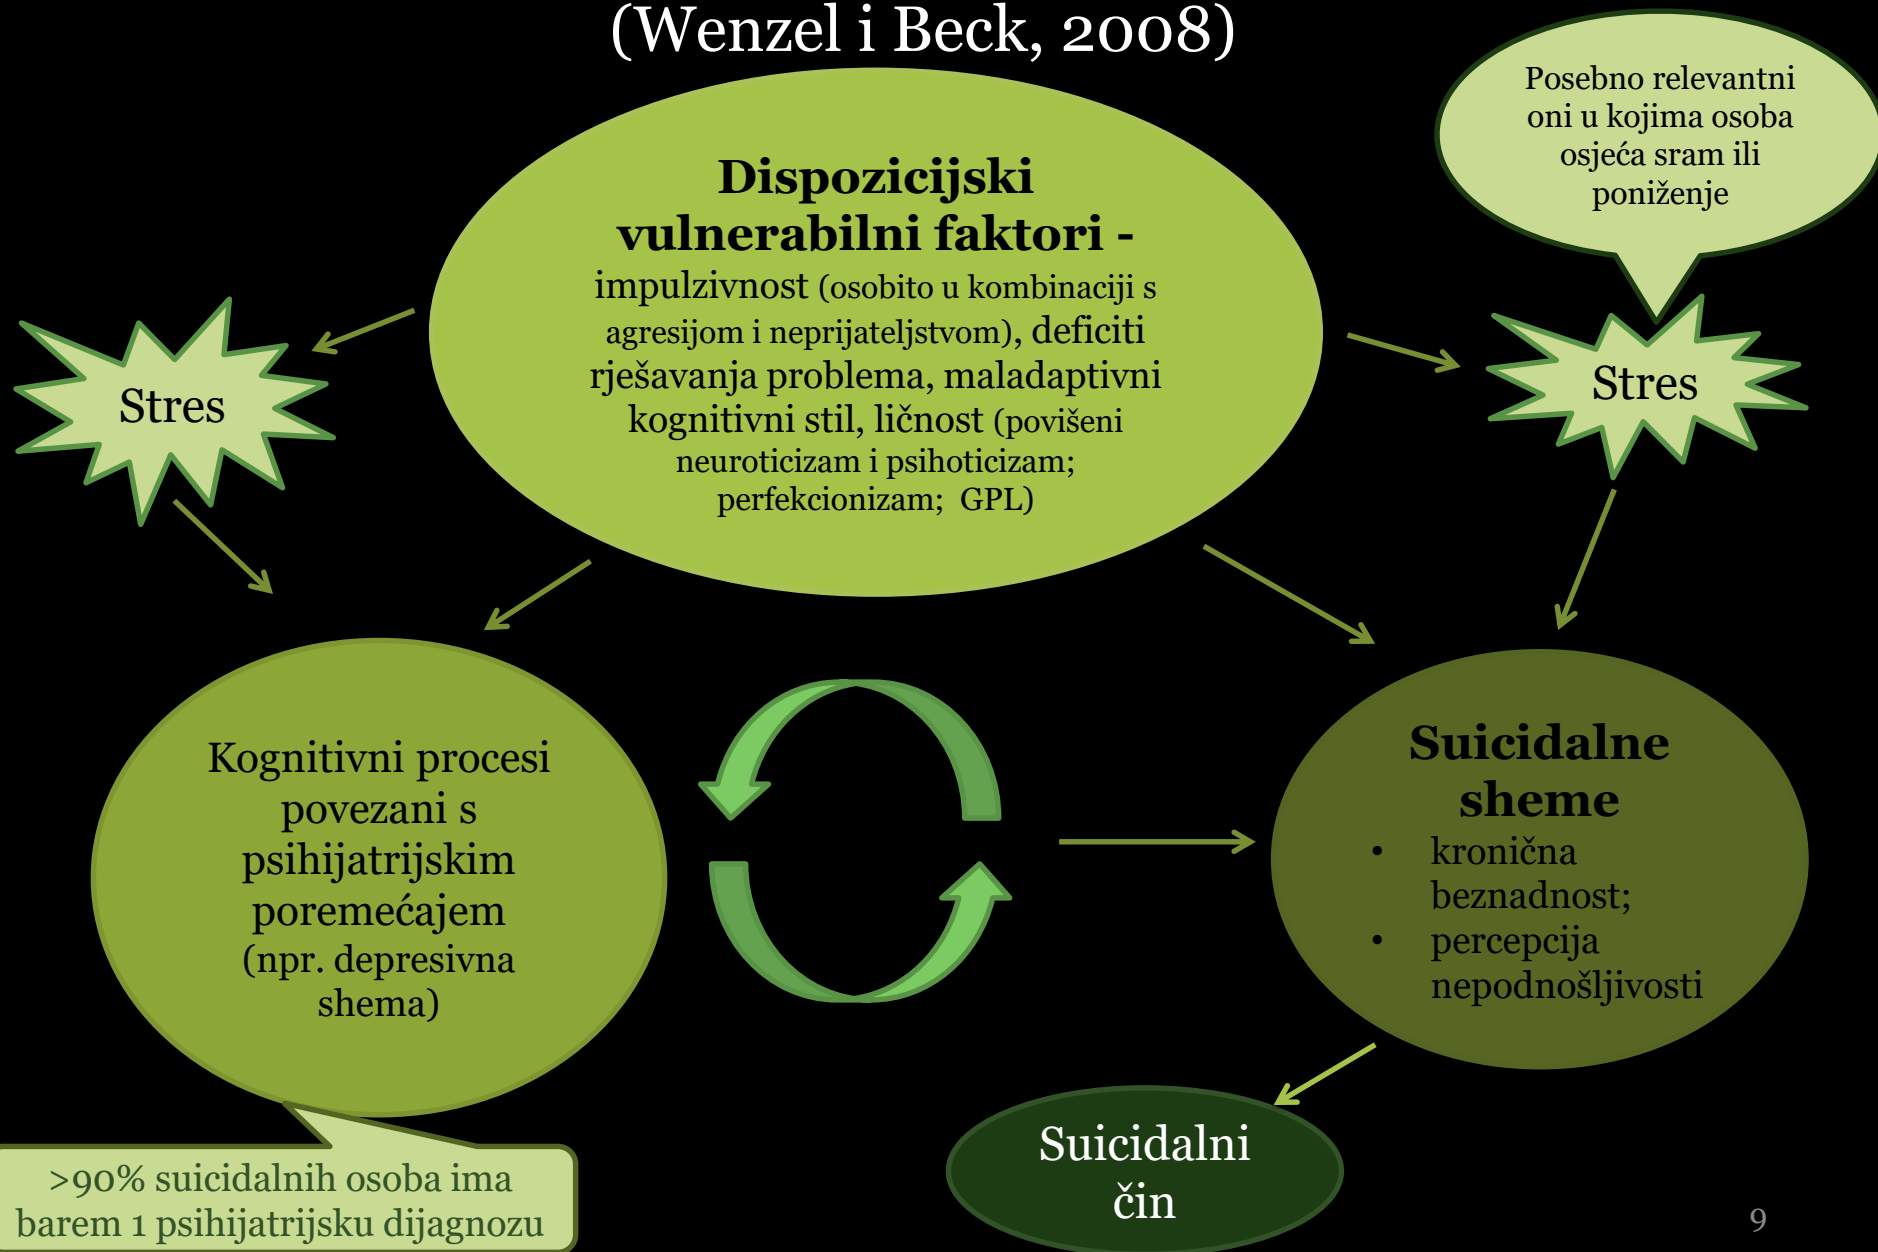 (Wenzel i Beck, 2008)
Posebno relevantni
oni u kojima osoba
osjeća sram ili
poniženje
Dispozicijski
vulnerabilni faktori -
impulzivnost (osobito u kombinaciji s
agresijom i neprijateljstvom), deficiti
rješavanja problema, maladaptivni
kognitivni stil, ličnost (povišeni
neuroticizam i psihoticizam;
perfekcionizam; GPL)
Stres
Stres
Kognitivni procesi
povezani s
psihijatrijskim
poremećajem
(npr. depresivna
shema)
Suicidalne
sheme
• kronična
beznadnost;
• percepcija
nepodnošljivosti
>90% suicidalnih osoba ima
barem 1 psihijatrijsku dijagnozu
Suicidalni
čin
9